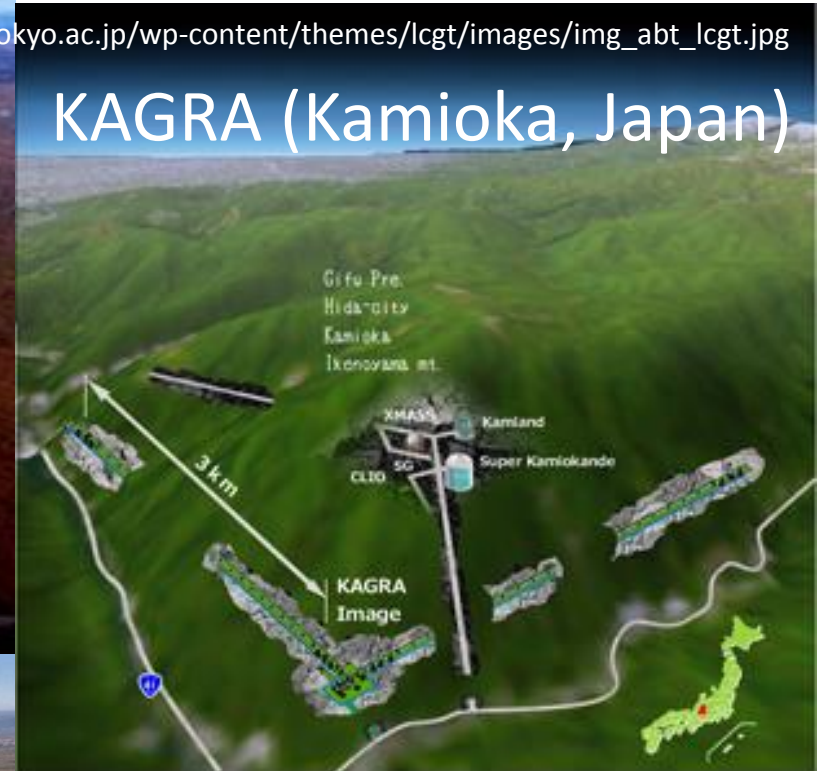 okyo.ac.jp/wp-content/themes/lcgt/images/img_abt_lcgt.jpg
KAGRA (Kamioka, Japan)
Gifu Pre.
Hida-city
Kamioka
Ikenoyama mt.
XMASS
Kamland
SG
Super Kamiokande
CLIO
3km
KAGRA
Image
41